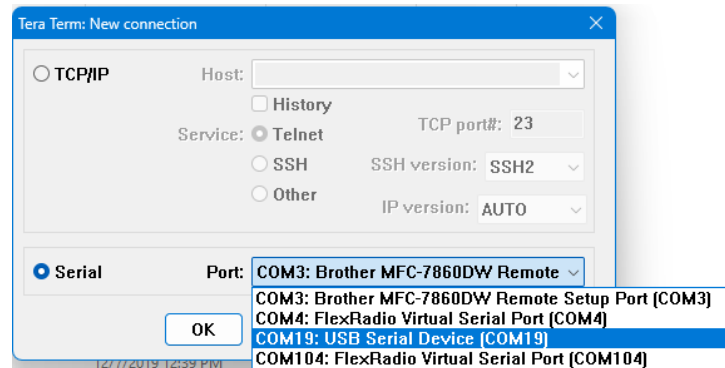 Tera Term: New connection
TCP/IP
Host:
History
Service:
Telnet
TCP port#: 23
SSH
SSH version: SSH2
Other
IP version: AUTO
Serial
Port: COM3: Brother MFC-7860DW Remote
COM3: Brother MFC-7860DW Remote Setup Port (COM3)
COM4: FlexRadio Virtual Serial Port (COM4)
OK
COM19: USB Serial Device (COM19)
COM104: FlexRadio Virtual Serial Port (COM104)
12/7/2019 12:39 PM